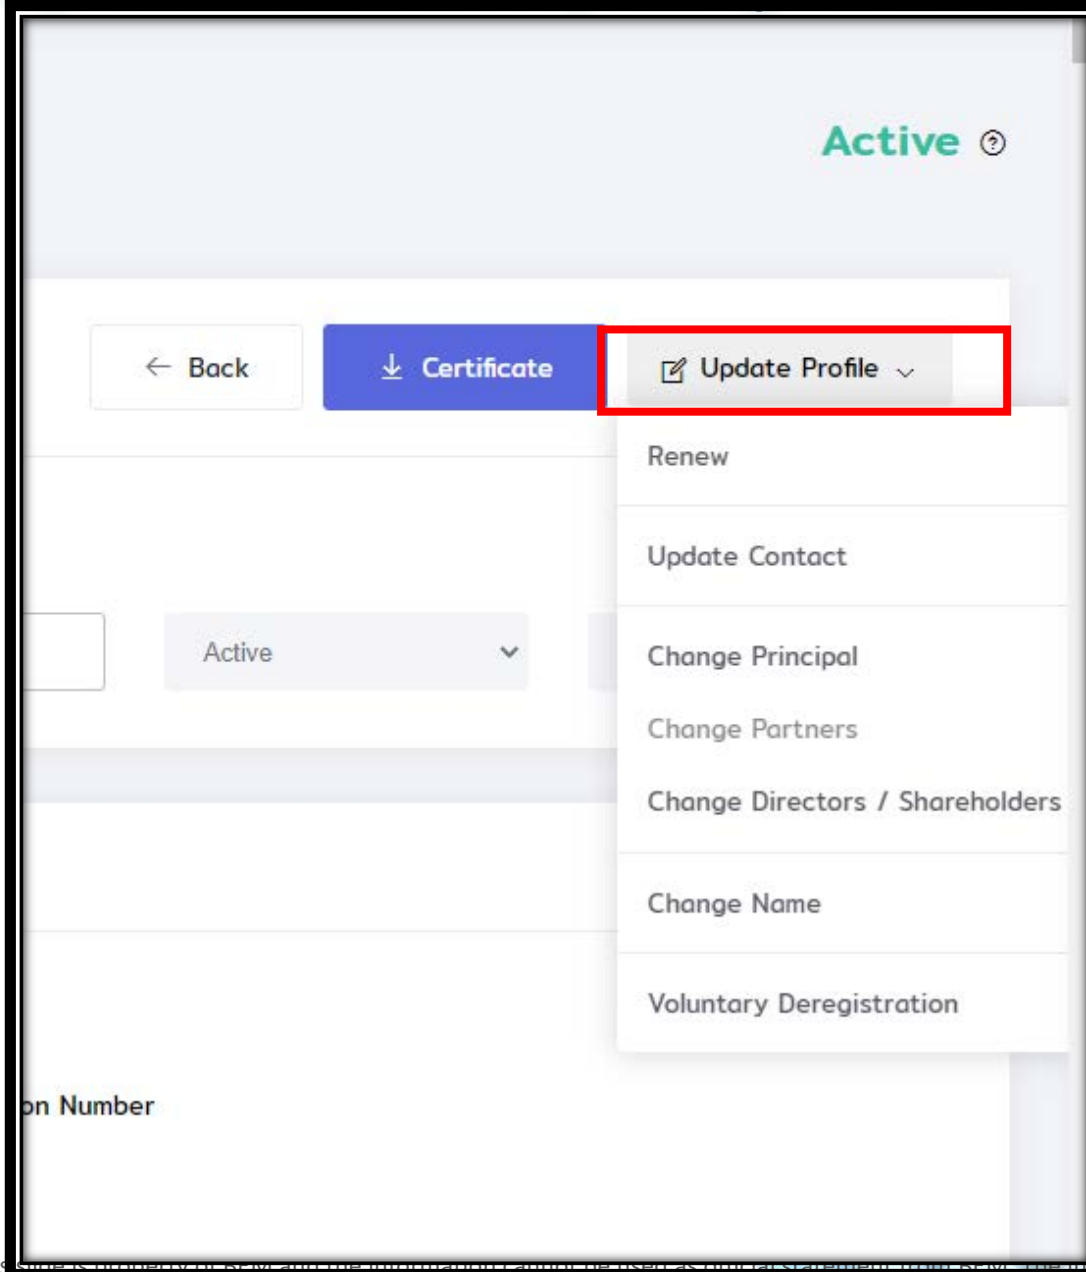 Active
Back
Certificate
Update Profile
Renew
Update Contact
Active
Change Principal
Change Partners
Change Directors / Shareholders
Change Name
Voluntary Deregistration
on Number